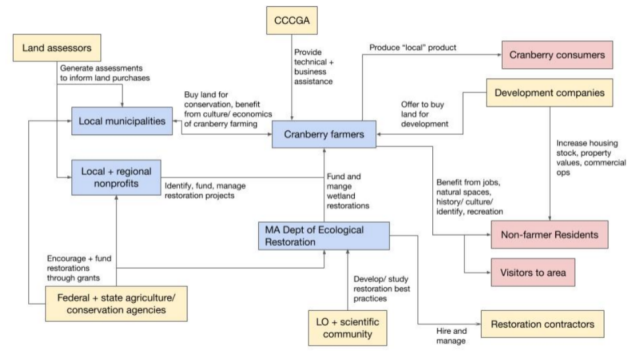 CCCGA
Land assessors
Provide
technical +
business
assistance
Produce "local" product
Cranberry consumers
Generate assessments
to inform land purchases
Buy land for
conservation, benefit
from culture/ economics
of cranberry farming
Offer to buy
land for
development
Development companies
Local municipalities
Cranberry farmers
Increase housing
stock, property
values, commercial
ops
Local + regional
nonprofits
Identify, fund, manage
restoration projects
Fund and
mange
wetland
restorations
Benefit from jobs,
natural spaces,
history/ culture/
identify, recreation
MA Dept of Ecological
Restoration
Non-farmer Residents
Encourage + fund
restorations
through grants
Visitors to area
Develop/ study
restoration best
practices
Federal + state agriculture/
conservation agencies
LO + scientific
community
Hire and
manage
Restoration contractors